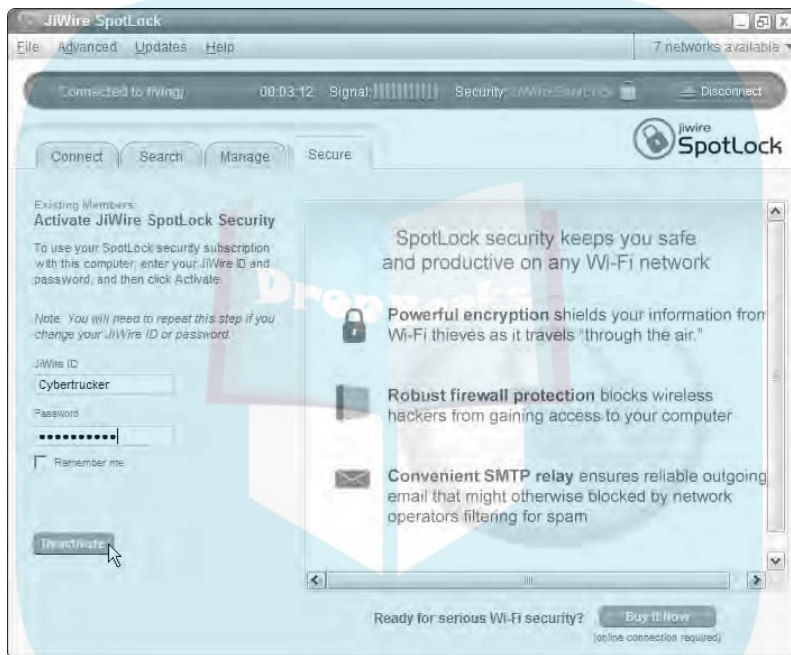 JiWire SpotLock
File Advanced Updates Help
7 networks available
Connected to
00:03:12 Signal: Security: JiWire SpotLock
Disconnect
jiwire
SpotLock
Connect Search Manage Secure
Existing Members:
Activate JiWire SpotLock Security
To use your SpotLock security subscription
with this computer, enter your JiWire ID and
password, and then click Activate.
Note: You will need to repeat this step if you
change your JiWire ID or password.
JiWire ID
Cybertrucker
Password
Remember me
SpotLock security keeps you safe
and productive on any Wi-Fi network
DropBooks
Powerful encryption shields your information from
Wi-Fi thieves as it travels "through the air."
Robust firewall protection blocks wireless
hackers from gaining access to your computer
Convenient SMTP relay ensures reliable outgoing
email that might otherwise blocked by network
operators filtering for spam
Ready for serious Wi-Fi security? Buy It Now
(online connection required)